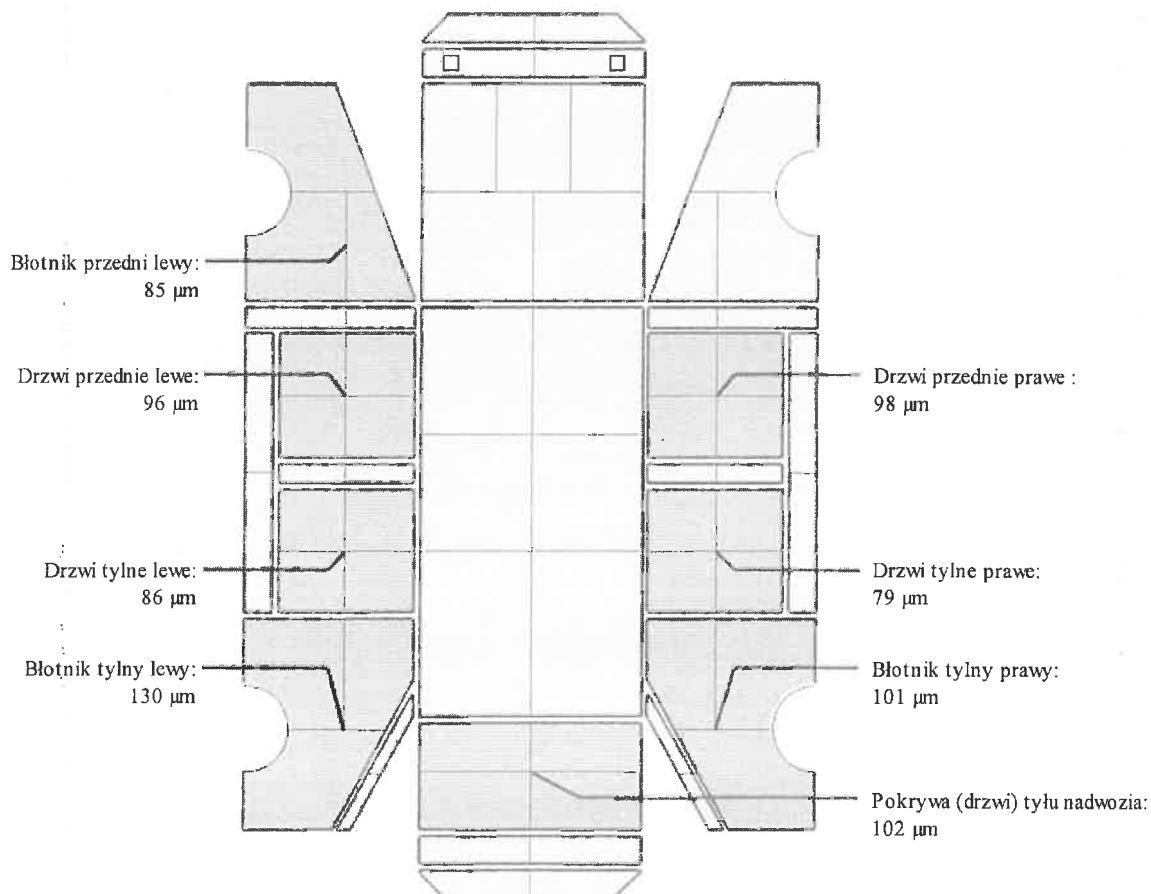 Błotnik przedni lewy:
85 µm
Drzwi przednie lewe:
96 µm
Drzwi przednie prawe :
98 µm
Drzwi tylne lewe:
86 µm
Drzwi tylne prawe:
79 µm
Błotnik tylny lewy:
130 µm
Błotnik tylny prawy:
101 µm
Pokrywa (drzwi) tyłu nadwozia:
102 µm